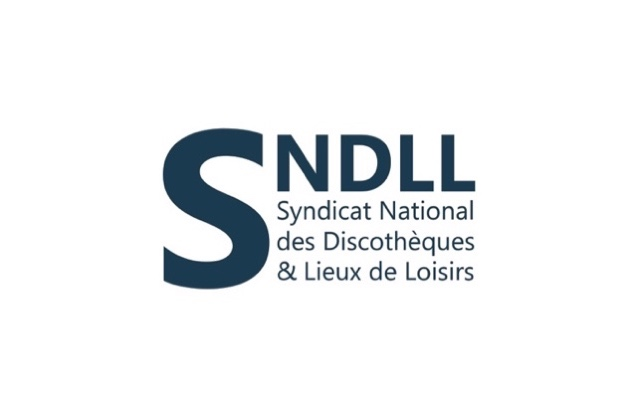 SNDLL
Syndicat National
des Discothèques
& Lieux de Loisirs